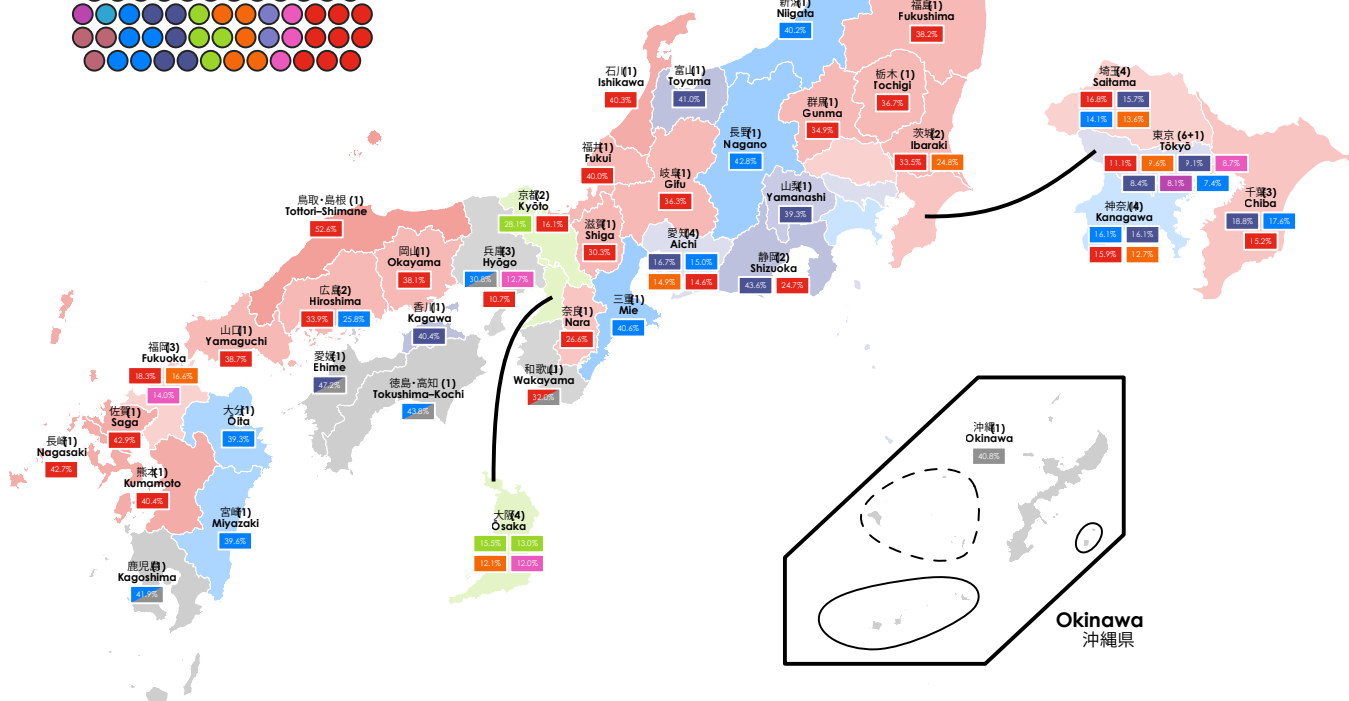 新潟(1)
Niigata
40.2%
福島(1)
Fukushima
38.2%
石川(1)
Ishikawa
40.3%
富山(1)
Toyama
41.0%
群馬(1)
Gunma
34.9%
栃木 (1)
Tochigi
36.7%
埼玉(4)
Saitama
16.8% 15.7%
14.1% 13.6%
長野(1)
Nagano
42.8%
茨城(2)
Ibaraki
33.5% 24.8%
東京 (6+1)
Tōkyō
11.1% 9.6% 9.1% 8.7%
8.4% 8.1% 7.4%
福井(1)
Fukui
40.0%
岐阜(1)
Gifu
36.3%
山梨(1)
Yamanashi
39.3%
神奈川(4)
Kanagawa
16.1% 16.1%
15.9% 12.7%
千葉(3)
Chiba
18.8% 17.6%
15.2%
鳥取・島根 (1)
Tottori–Shimane
52.6%
京都(2)
Kyōto
28.1% 16.1%
滋賀(1)
Shiga
30.3%
愛知(4)
Aichi
16.7% 15.0%
14.9% 14.6%
静岡(2)
Shizuoka
43.6% 24.7%
岡山(1)
Okayama
38.1%
兵庫(3)
Hyōgo
30.8% 12.7%
10.7%
広島(2)
Hiroshima
33.9% 25.8%
香川(1)
Kagawa
40.4%
奈良(1)
Nara
26.6%
三重(1)
Mie
40.6%
山口(1)
Yamaguchi
38.7%
福岡(3)
Fukuoka
18.3% 16.6%
14.0%
愛媛(1)
Ehime
47.2%
徳島・高知 (1)
Tokushima–Kochi
43.8%
和歌山(1)
Wakayama
32.0%
佐賀(1)
Saga
42.9%
大分(1)
Ōita
39.3%
長崎(1)
Nagasaki
42.7%
熊本(1)
Kumamoto
40.4%
宮崎(1)
Miyazaki
39.6%
鹿児島(1)
Kagoshima
41.9%
大阪(4)
Ōsaka
15.5% 13.0%
12.1% 12.0%
沖縄(1)
Okinawa
40.8%
Okinawa
沖縄県